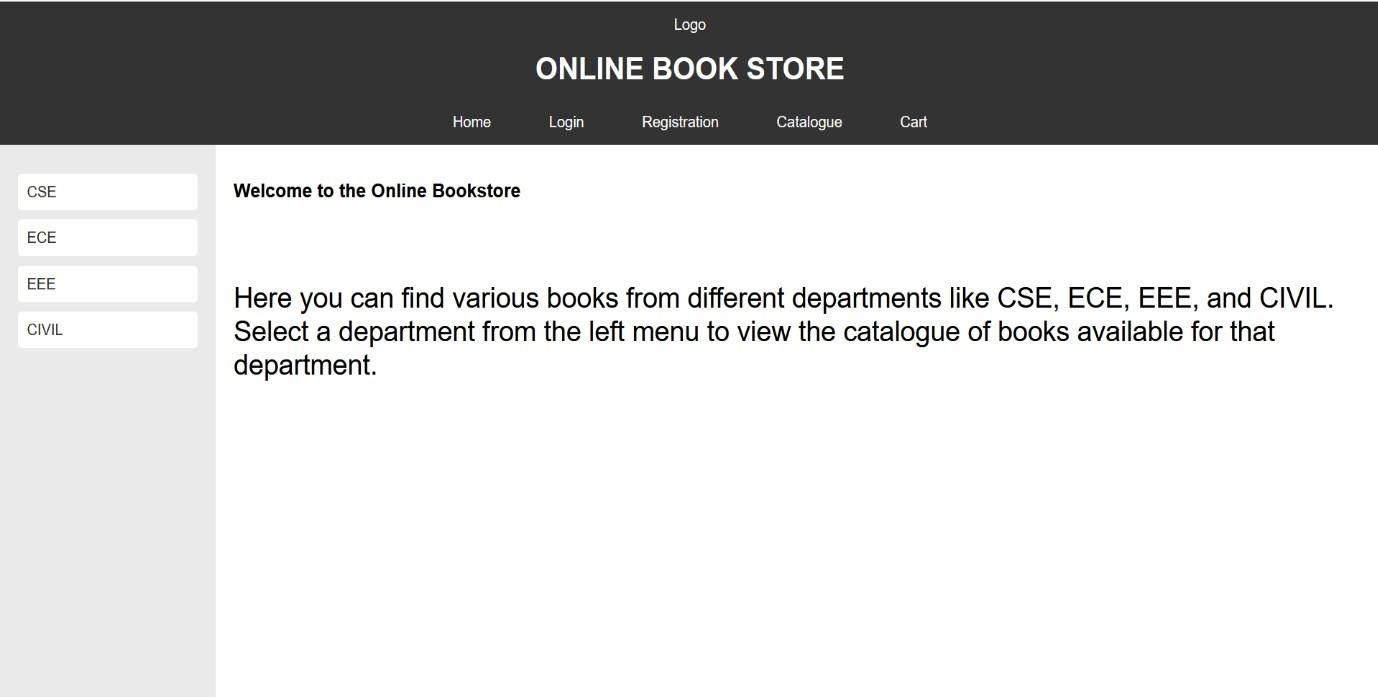 Logo
ONLINE BOOK STORE
Home Login Registration Catalogue Cart
CSE
ECE
EEE
CIVIL
Welcome to the Online Bookstore
Here you can find various books from different departments like CSE, ECE, EEE, and CIVIL.
Select a department from the left menu to view the catalogue of books available for that
department.